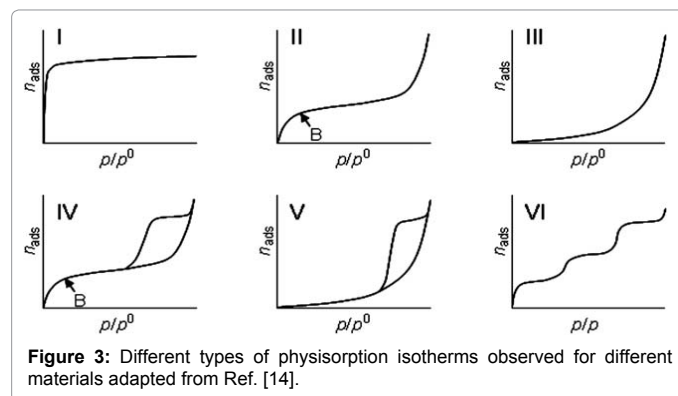 I
n_ads
p/p⁰
II
n_ads
B
p/p⁰
III
n_ads
p/p⁰
IV
n_ads
B
p/p⁰
V
n_ads
p/p⁰
VI
n_ads
p/p
Figure 3: Different types of physisorption isotherms observed for different
materials adapted from Ref. [14].